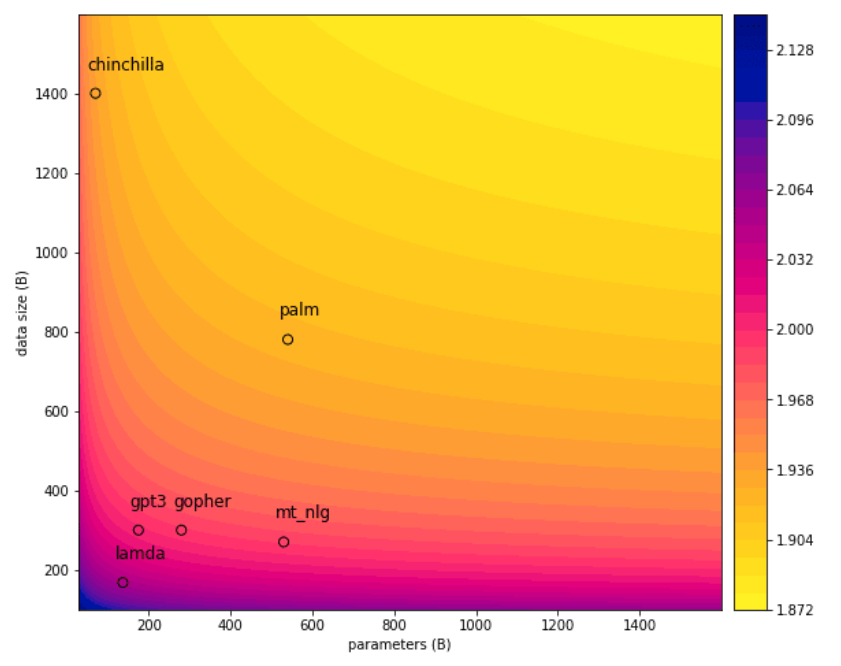 chinchilla
palm
gpt3
gopher
mt_nlg
lamda
data size (B)
1400
1200
1000
800
600
400
200
200
400
600
800
1000
1200
1400
parameters (B)
2.128
2.096
2.064
2.032
2.000
1.968
1.936
1.904
1.872